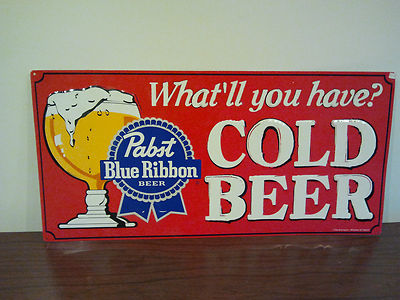 What'll you have?
Pabst
Blue Ribbon
BEER
COLD
BEER